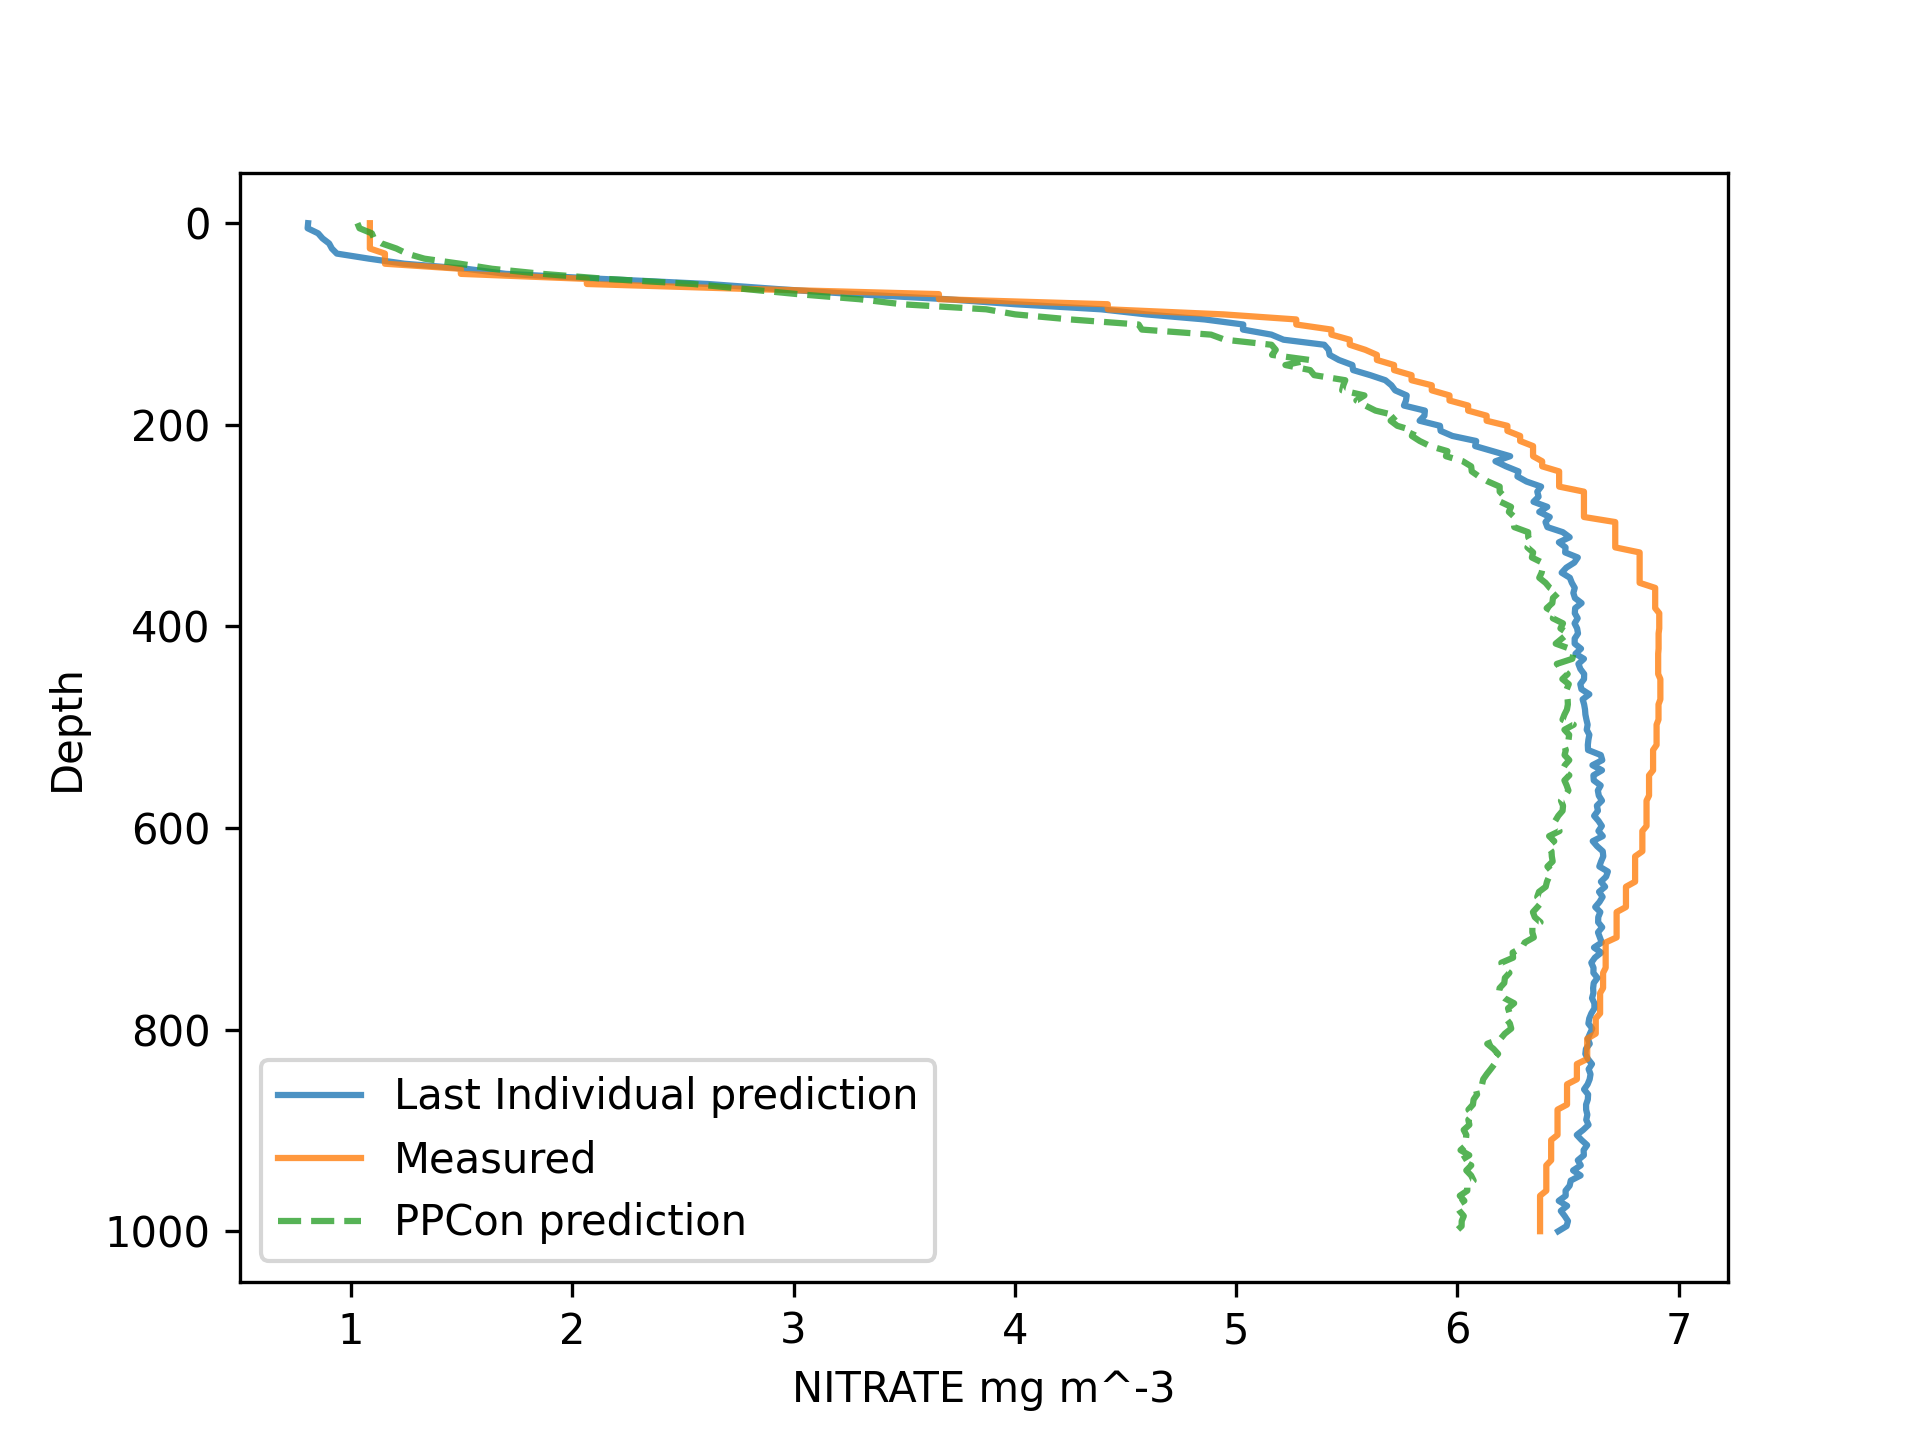 0
200
400
600
800
1000
Depth
Last Individual prediction
Measured
PPCon prediction
1 2 3 4 5 6 7
NITRATE mg m^-3